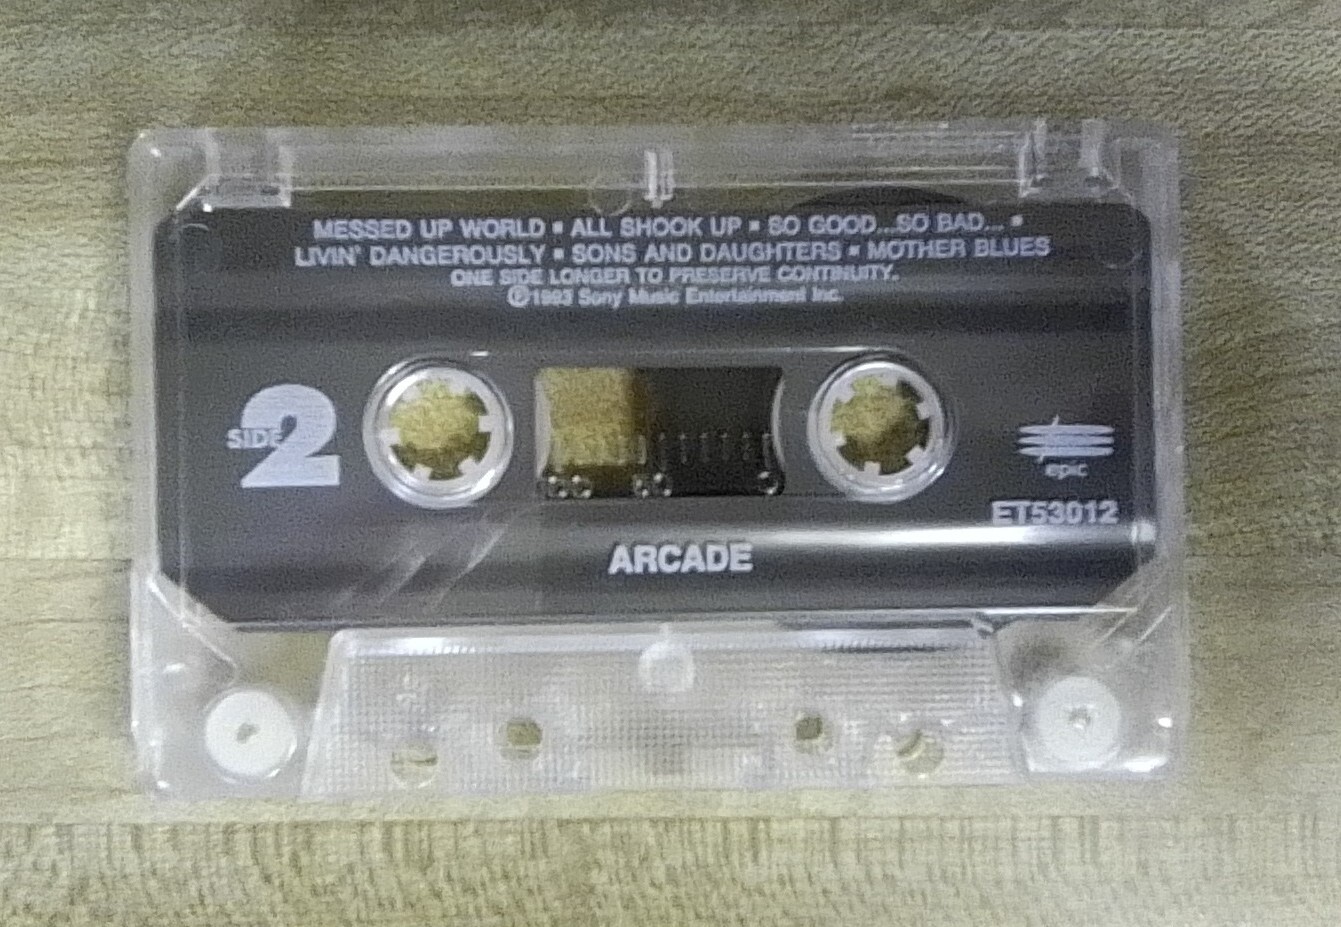 MESSED UP WORLD ▪ ALL SHOOK UP ▪ SO GOOD...SO BAD... ▪
LIVIN' DANGEROUSLY ▪ SONS AND DAUGHTERS ▪ MOTHER BLUES
ONE SIDE LONGER TO PRESERVE CONTINUITY.
Ⓟ1993 Sony Music Entertainment Inc.
SIDE 2
epic
ET53012
ARCADE